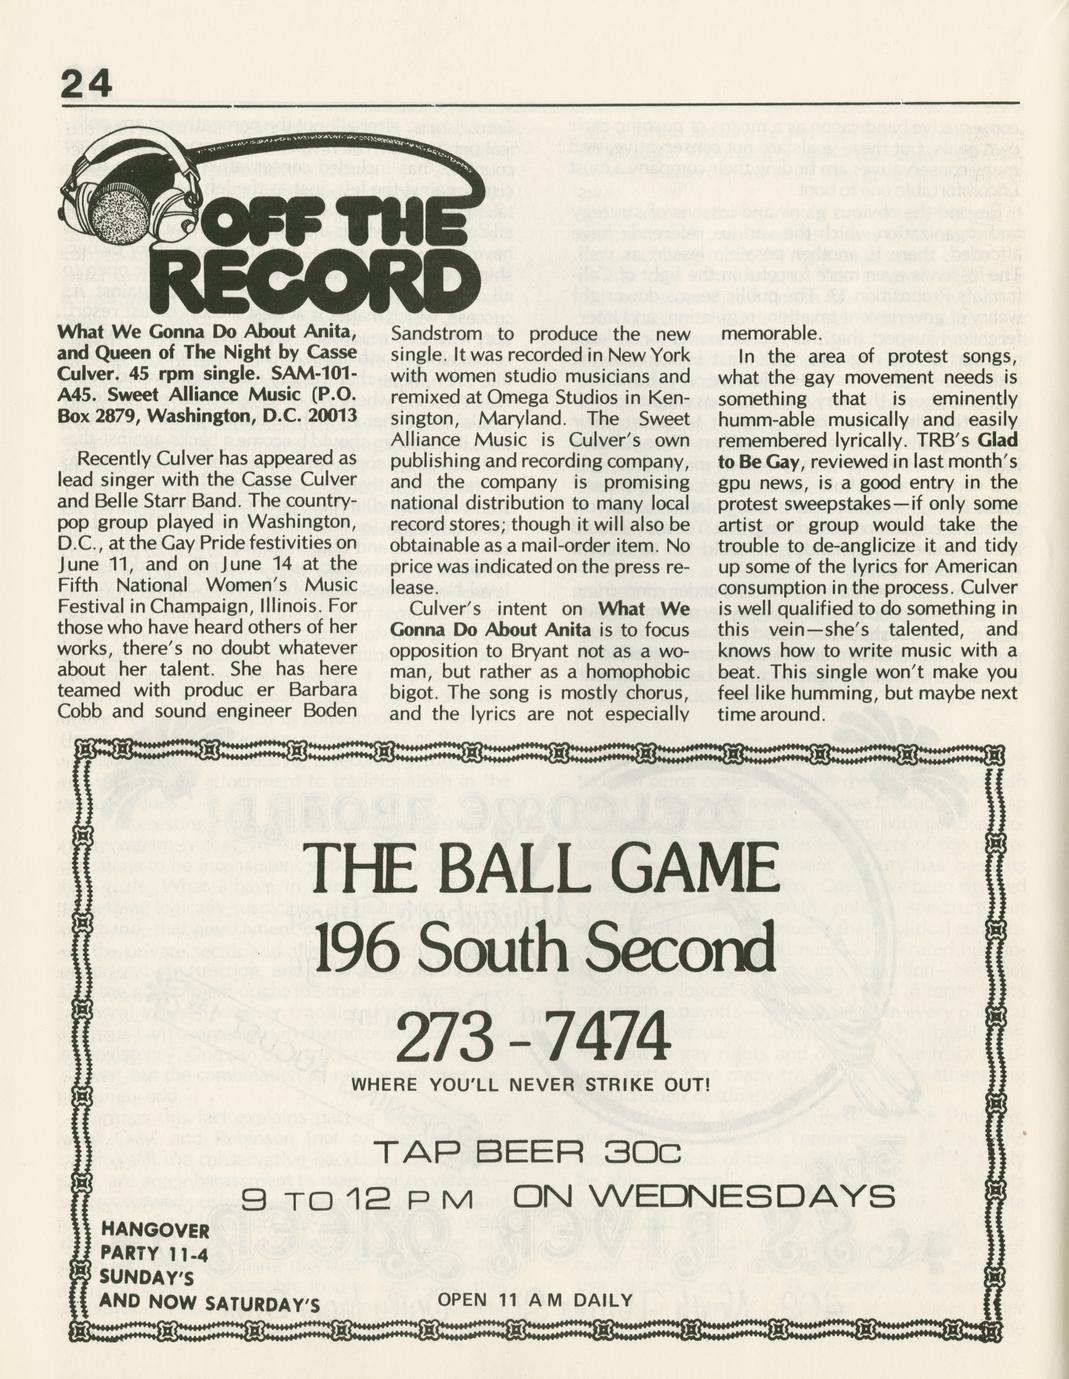 24
OFF THE
RECORD
What We Gonna Do About Anita,
and Queen of The Night by Casse
Culver. 45 rpm single. SAM-101-
A45. Sweet Alliance Music (P.O.
Box 2879, Washington, D.C. 20013
Recently Culver has appeared as
lead singer with the Casse Culver
and Belle Starr Band. The country-
pop group played in Washington,
D.C., at the Gay Pride festivities on
June 11, and on June 14 at the
Fifth National Women's Music
Festival in Champaign, Illinois. For
those who have heard others of her
works, there's no doubt whatever
about her talent. She has here
teamed with produc er Barbara
Cobb and sound engineer Boden
Sandstrom to produce the new
single. It was recorded in New York
with women studio musicians and
remixed at Omega Studios in Ken-
sington, Maryland. The Sweet
Alliance Music is Culver's own
publishing and recording company,
and the company is promising
national distribution to many local
record stores; though it will also be
obtainable as a mail-order item. No
price was indicated on the press re-
lease.
Culver's intent on What We
Gonna Do About Anita is to focus
opposition to Bryant not as a wo-
man, but rather as a homophobic
bigot. The song is mostly chorus,
and the lyrics are not especially
memorable.
In the area of protest songs,
what the gay movement needs is
something that is eminently
humm-able musically and easily
remembered lyrically. TRB's Glad
to Be Gay, reviewed in last month's
gpu news, is a good entry in the
protest sweepstakes—if only some
artist or group would take the
trouble to de-anglicize it and tidy
up some of the lyrics for American
consumption in the process. Culver
is well qualified to do something in
this vein—she's talented, and
knows how to write music with a
beat. This single won't make you
feel like humming, but maybe next
time around.
THE BALL GAME
196 South Second
273-7474
WHERE YOU'LL NEVER STRIKE OUT!
TAP BEER 30c
9 TO 12 PM ON WEDNESDAYS
HANGOVER
PARTY 11-4
SUNDAY'S
AND NOW SATURDAY'S
OPEN 11 AM DAILY